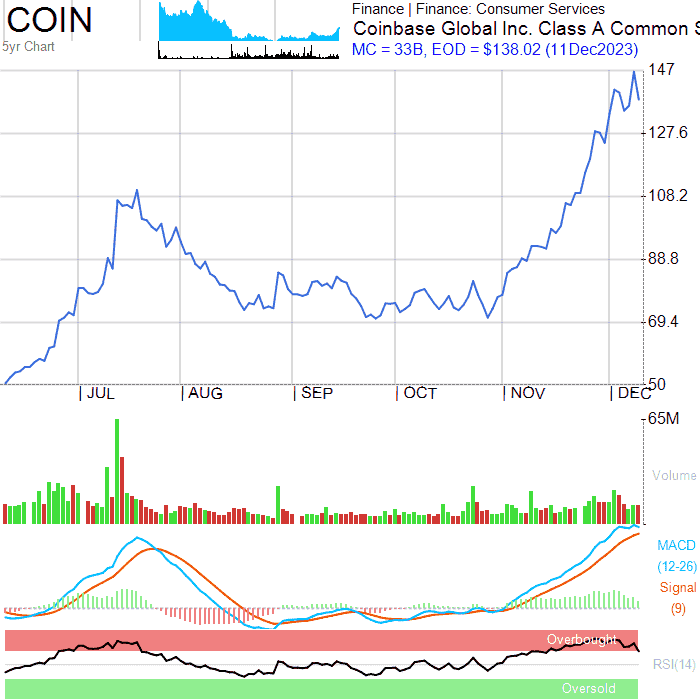 COIN
5yr Chart
Finance | Finance: Consumer Services
Coinbase Global Inc. Class A Common S
MC = 33B, EOD = $138.02 (11Dec2023)
147
127.6
108.2
88.8
69.4
50
|JUL
|AUG
|SEP
|OCT
|NOV
|DEC
65M
Volume
MACD
(12-26)
Signal
(9)
Overbought
RSI(14)
Oversold